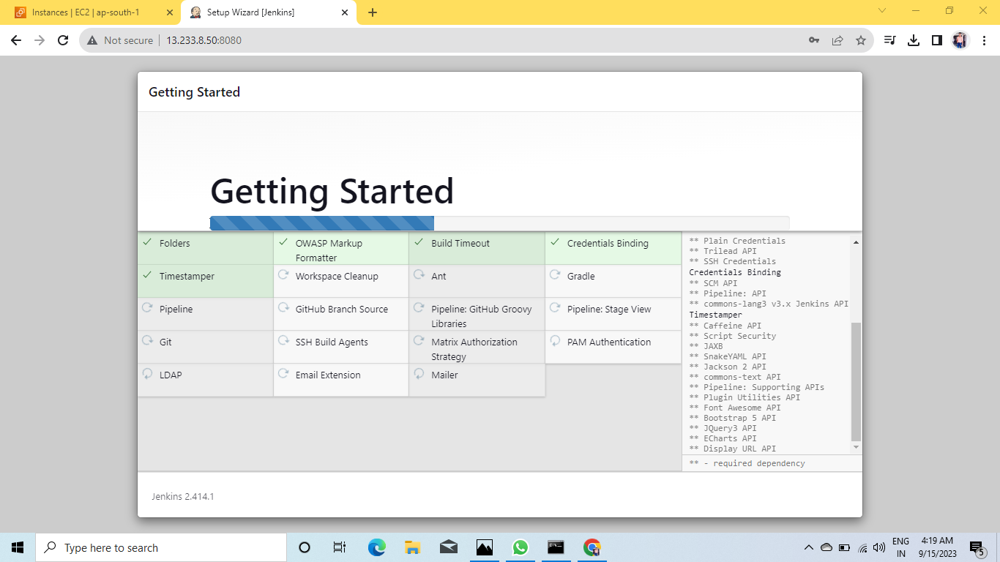 Instances | EC2 | ap-south-1
Setup Wizard [Jenkins]
Not secure
13.233.8.50:8080
Getting Started
Getting Started
Folders
OWASP Markup
Formatter
Build Timeout
Credentials Binding
Timestamper
Workspace Cleanup
Ant
Gradle
Pipeline
GitHub Branch Source
Pipeline: GitHub Groovy
Libraries
Pipeline: Stage View
Git
SSH Build Agents
Matrix Authorization
Strategy
PAM Authentication
LDAP
Email Extension
Mailer
** Plain Credentials
** Trilead API
** SSH Credentials
Credentials Binding
** SCM API
** Pipeline: API
** commons-lang3 v3.x Jenkins API
Timestamper
** Caffeine API
** Script Security
** JAXB
** SnakeYAML API
** Jackson 2 API
** commons-text API
** Pipeline: Supporting APIs
** Plugin Utilities API
** Font Awesome API
** Bootstrap 5 API
** JQuery3 API
** ECharts API
** Display URL API
** - required dependency
Jenkins 2.414.1
Type here to search
ENG
IN
4:19 AM
9/15/2023
5